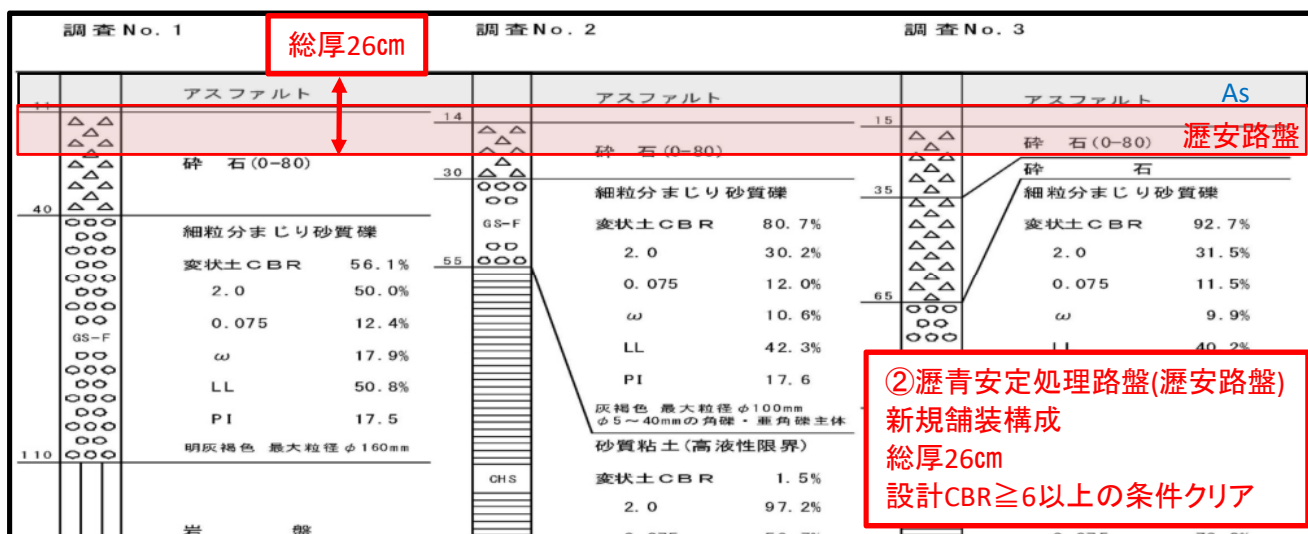 調査No. 1
総厚26㎝
調査No. 2
調査No. 3
アスファルト
アスファルト
アスファルト
As
14
15
瀝安路盤
砕 石(0-80)
砕 石(0-80)
砕 石(0-80)
30
砕 石
35
40
細粒分まじり砂質礫
細粒分まじり砂質礫
細粒分まじり砂質礫
GS-F
変状土CBR 56.1%
2.0 50.0%
0.075 12.4%
ω 17.9%
LL 50.8%
PI 17.5
明灰褐色 最大粒径φ160mm
110
岩 盤
GS-F
55
変状土CBR 80.7%
2.0 30.2%
0.075 12.0%
ω 10.6%
LL 42.3%
PI 17.6
灰褐色 最大粒径φ100mm
φ5~40mmの角礫・亜角礫主体
砂質粘土(高液性限界)
CHS
変状土CBR 1.5%
2.0 97.2%
65
変状土CBR 92.7%
2.0 31.5%
0.075 11.5%
ω 9.9%
LL 40.2%
②瀝青安定処理路盤(瀝安路盤)
新規舗装構成
総厚26㎝
設計CBR≧6以上の条件クリア